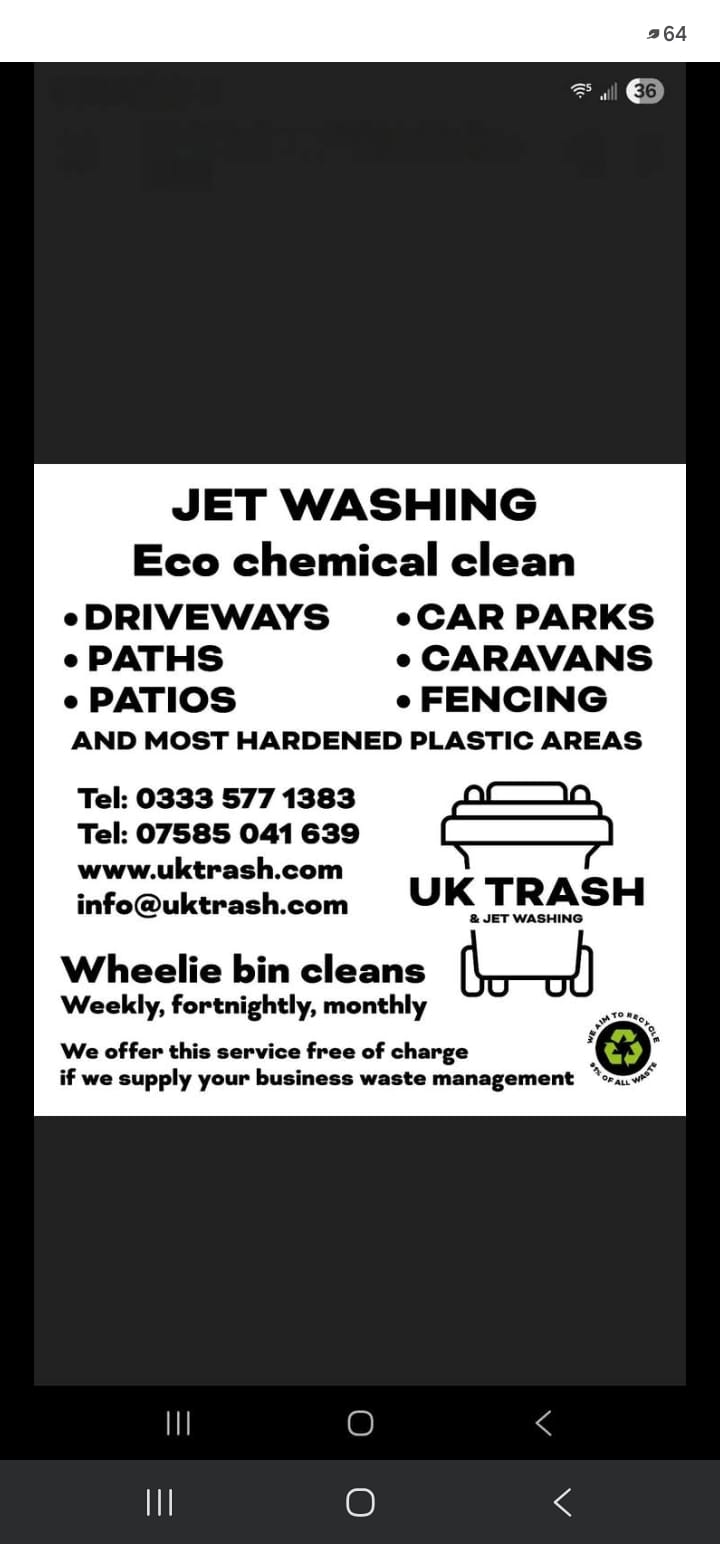 64
5
36
JET WASHING
Eco chemical clean
• DRIVEWAYS
• CAR PARKS
• PATHS
• CARAVANS
• PATIOS
• FENCING
AND MOST HARDENED PLASTIC AREAS
Tel: 0333 577 1383
Tel: 07585 041 639
www.uktrash.com
info@uktrash.com
UK TRASH
& JET WASHING
Wheelie bin cleans
Weekly, fortnightly, monthly
We offer this service free of charge
if we supply your business waste management
WE AIM TO RECYCLE
OF ALL WASTE